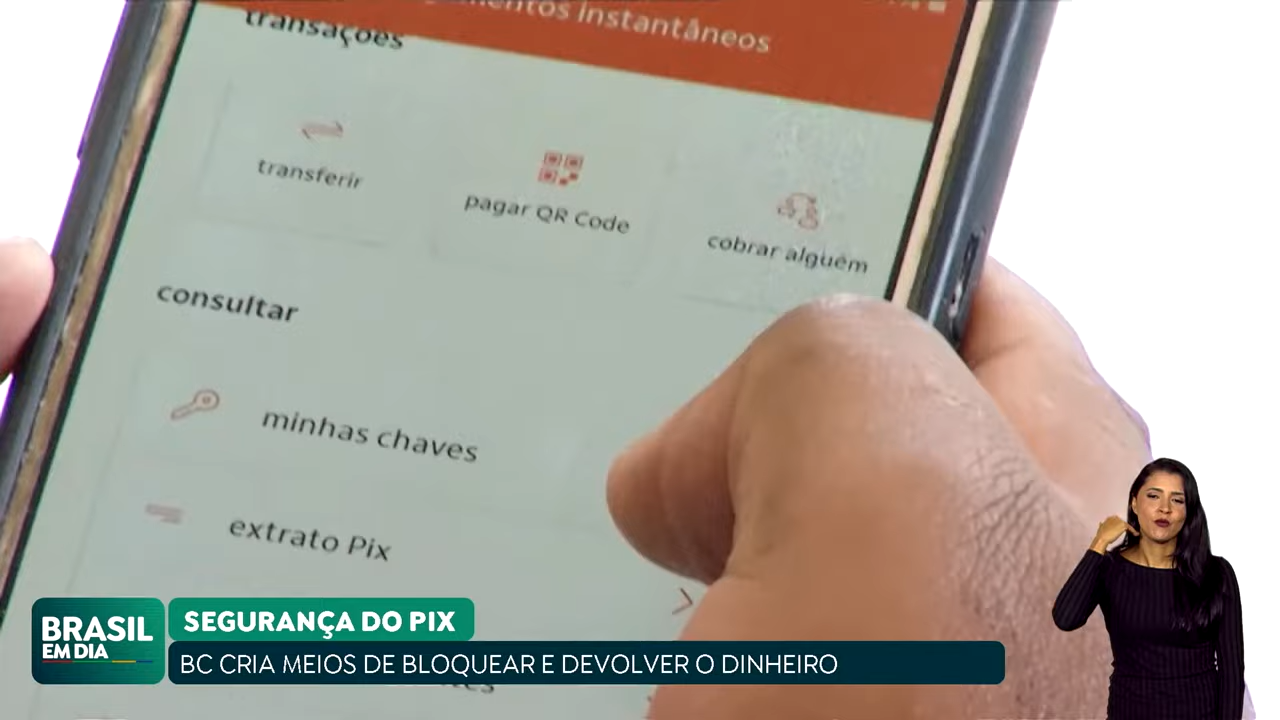 instantâneos
transações
transferir
pagar QR Code
cobrar alguém
consultar
minhas chaves
extrato Pix
BRASIL
EM DIA
SEGURANÇA DO PIX
BC CRIA MEIOS DE BLOQUEAR E DEVOLVER O DINHEIRO